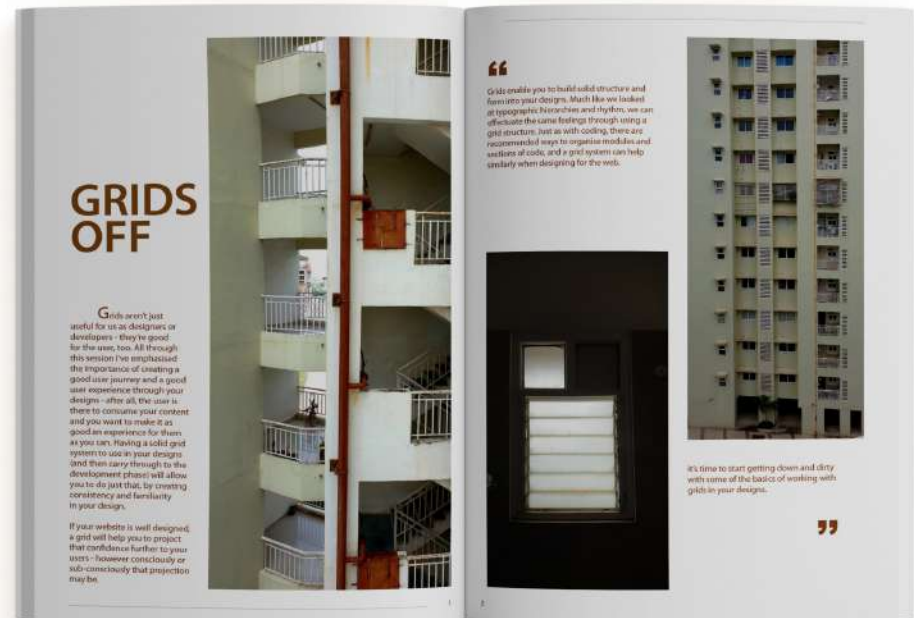 GRIDS
OFF
Grids aren't just
useful for us as designers or
developers - they're good
for the user, too. All through
this session I've emphasised
the importance of creating a
good user journey and a good
user experience through your
designs - after all, the user is
there to consume your content
and you want to make it as
good an experience for them
as you can. Having a solid grid
system to use in your designs
(and then carry through to the
development phase) will allow
you to do just that, by creating
consistency and familiarity
in your design.
If your website is well designed,
a grid will help you to project
that confidence further to your
users - however consciously or
sub-consciously that projection
may be.
1
“
Grids enable you to build solid structure and
form into your designs. Much like we looked
at typographic hierarchies and rhythm, we can
effectuate the same feelings through using a
grid structure. Just as with coding, there are
recommended ways to organise modules and
sections of code, and a grid system can help
similarly when designing for the web.
it's time to start getting down and dirty
with some of the basics of working with
grids in your designs.
”
2